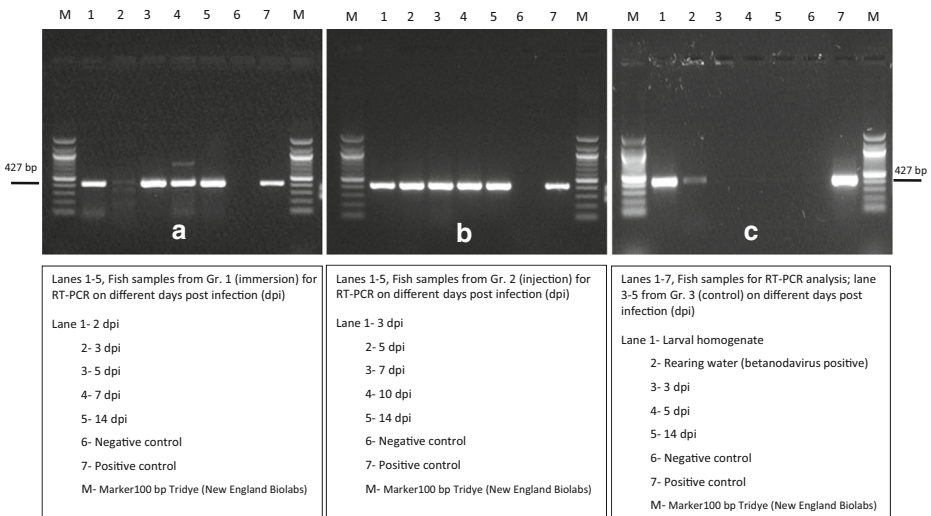 M 1 2 3 4 5 6 7 M
M 1 2 3 4 5 6 7 M
M 1 2 3 4 5 6 7 M
427 bp
427 bp
a
b
c
Lanes 1-5, Fish samples from Gr. 1 (immersion) for
RT-PCR on different days post infection (dpi)
Lane 1- 2 dpi
2- 3 dpi
3- 5 dpi
4- 7 dpi
5- 14 dpi
6- Negative control
7- Positive control
M- Marker100 bp Tridye (New England Biolabs)
Lanes 1-5, Fish samples from Gr. 2 (injection) for
RT-PCR on different days post infection (dpi)
Lane 1- 3 dpi
2- 5 dpi
3- 7 dpi
4- 10 dpi
5- 14 dpi
6- Negative control
7- Positive control
M- Marker100 bp Tridye (New England Biolabs)
Lanes 1-7, Fish samples for RT-PCR analysis; lane
3-5 from Gr. 3 (control) on different days post
infection (dpi)
Lane 1- Larval homogenate
2- Rearing water (betanodavirus positive)
3- 3 dpi
4- 5 dpi
5- 14 dpi
6- Negative control
7- Positive control
M- Marker100 bp Tridye (New England Biolabs)